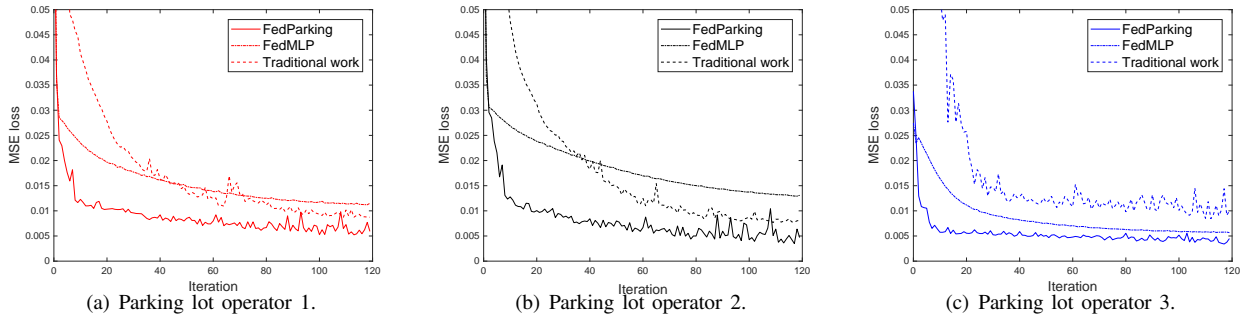 0.05
0.045
0.04
0.035
0.03
0.025
0.02
0.015
0.01
0.005
0
MSE loss
FedParking
FedMLP
Traditional work
0 20 40 60 80 100 120
Iteration
(a) Parking lot operator 1.
0.05
0.045
0.04
0.035
0.03
0.025
0.02
0.015
0.01
0.005
0
MSE loss
FedParking
FedMLP
Traditional work
0 20 40 60 80 100 120
Iteration
(b) Parking lot operator 2.
0.05
0.045
0.04
0.035
0.03
0.025
0.02
0.015
0.01
0.005
0
MSE loss
FedParking
FedMLP
Traditional work
0 20 40 60 80 100 120
Iteration
(c) Parking lot operator 3.